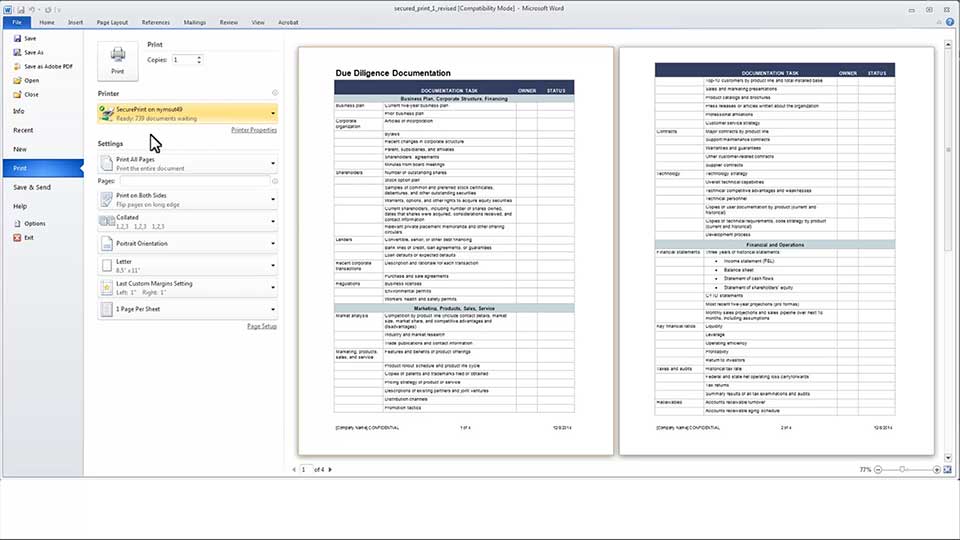 secured_print_1_revised [Compatibility Mode] - Microsoft Word
File Home Insert Page Layout References Mailings Review View Acrobat
Save
Save As
Save as Adobe PDF
Open
Close
Info
Recent
New
Print
Save & Send
Help
Options
Exit
Print
Print
Copies: 1
Printer
SecurePrint on nymsut49
Ready: 739 documents waiting
Printer Properties
Settings
Print All Pages
Print the entire document
Pages:
Print on Both Sides
Flip pages on long edge
Collated
1,2,3 1,2,3 1,2,3
Portrait Orientation
Letter
8.5" x 11"
Last Custom Margins Setting
Left: 1" Right: 1"
1 Page Per Sheet
Page Setup
Due Diligence Documentation
DOCUMENTATION TASK OWNER STATUS
Business Plan, Corporate Structure, Financing
Business plan Current five-year business plan
Prior business plan
Corporate organization Articles of incorporation
Bylaws
Recent changes in corporate structure
Parent, subsidiaries, and affiliates
Shareholders' agreements
Minutes from board meetings
Shareholders Number of outstanding shares
Stock option plan
Samples of common and preferred stock certificates,
debentures, and other outstanding securities
Warrants, options, and other rights to acquire equity securities
Current shareholders, including number of shares owned,
dates that shares were acquired, considerations received, and
contact information
Relevant private placement memoranda and other offering
circulars
Lenders Convertible, senior, or other debt financing
Bank lines of credit, loan agreements, or guarantees
Loan defaults or expected defaults
Recent corporate transactions Description and rationale for each transaction
Purchase and sale agreements
Regulations Business licenses
Environmental permits
Workers' health and safety permits
Marketing, Products, Sales, Service
Market analysis Competition by product line (include contact details, market
size, market share, and competitive advantages and
disadvantages)
Industry and market research
Trade publications and contact information
Marketing, products, sales, and service Features and benefits of product offerings
Product rollout schedule and product life cycle
Copies of patents and trademarks filed or obtained
Pricing strategy of product or service
Descriptions of existing partners and joint ventures
Distribution channels
Promotion tactics
[Company Name] CONFIDENTIAL 1 of 4 12/8/2014
DOCUMENTATION TASK OWNER STATUS
Top-10 customers by product line and total installed base
Sales and marketing presentations
Product catalogs and brochures
Press releases or articles written about the organization
Professional affiliations
Customer service strategy
Contracts Major contracts by product line
Support/maintenance contracts
Warranties and guarantees
Other customer-related contracts
Supplier contracts
Technology Technology strategy
Overall technical capabilities
Technical competitive advantages and weaknesses
Technical personnel
Copies of user documentation by product (current and
historical)
Copies of technical requirements, code strategy by product
(current and historical)
Development process
Financial and Operations
Financial statements Three years of historical statements:
• Income statement (P&L)
• Balance sheet
• Statement of cash flows
• Statement of shareholders' equity
CYTD statements
Most recent five-year projections (pro formas)
Monthly sales projections and sales pipeline over next 18
months, including assumptions
Key financial ratios Liquidity
Leverage
Operating efficiency
Profitability
Return to investors
Taxes and audits Historical tax rate
Federal and state net operating loss carryforwards
Tax returns
Summary results of all tax examinations and audits
Receivables Accounts receivable turnover
Accounts receivable aging schedule
[Company Name] CONFIDENTIAL 2 of 4 12/8/2014
1 of 4
77%